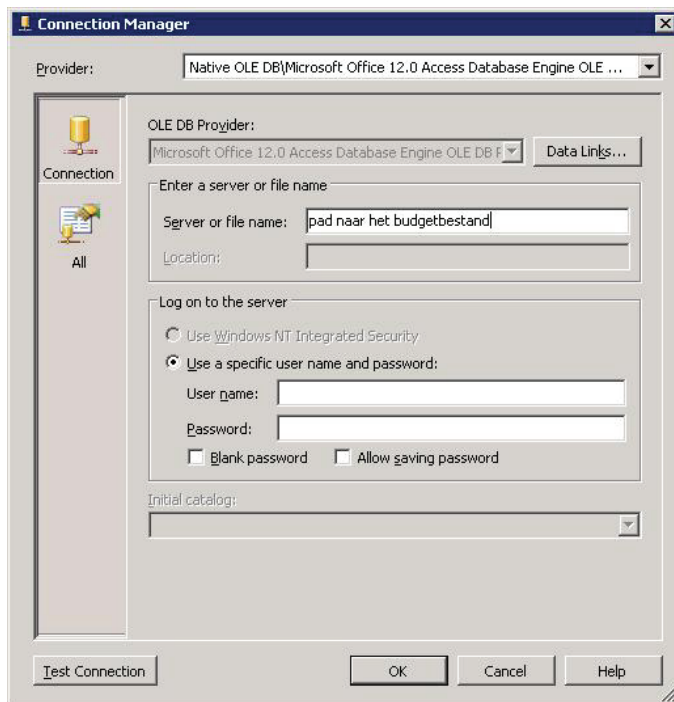 Connection Manager
Provider:
Native OLE DB\Microsoft Office 12.0 Access Database Engine OLE ...
Connection
All
OLE DB Provider:
Microsoft Office 12.0 Access Database Engine OLE DB F
Data Links...
Enter a server or file name
Server or file name:
pad naar het budgetbestand
Location:
Log on to the server
Use Windows NT Integrated Security
Use a specific user name and password:
User name:
Password:
Blank password
Allow saving password
Initial catalog:
Test Connection
OK
Cancel
Help